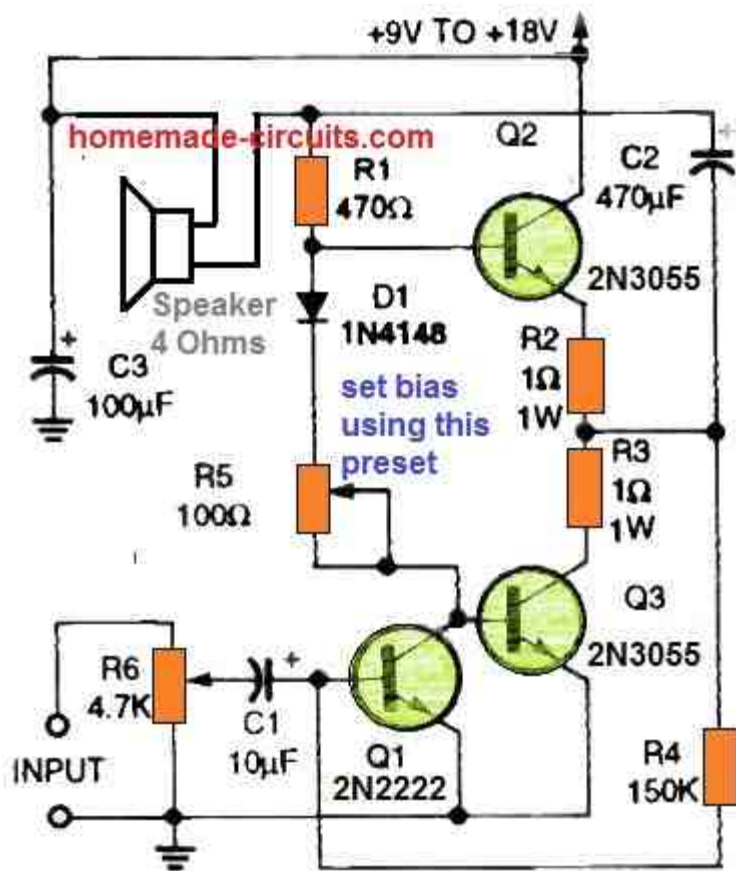 +9V TO +18V
homemade-circuits.com
Q2
C2
470µF
+
R1
470Ω
2N3055
Speaker
4 Ohms
D1
1N4148
+
C3
100µF
R2
1Ω
1W
set bias
using this
preset
R3
1Ω
1W
R5
100Ω
Q3
2N3055
R6
4.7K
+
C1
10µF
INPUT
Q1
2N2222
R4
150K